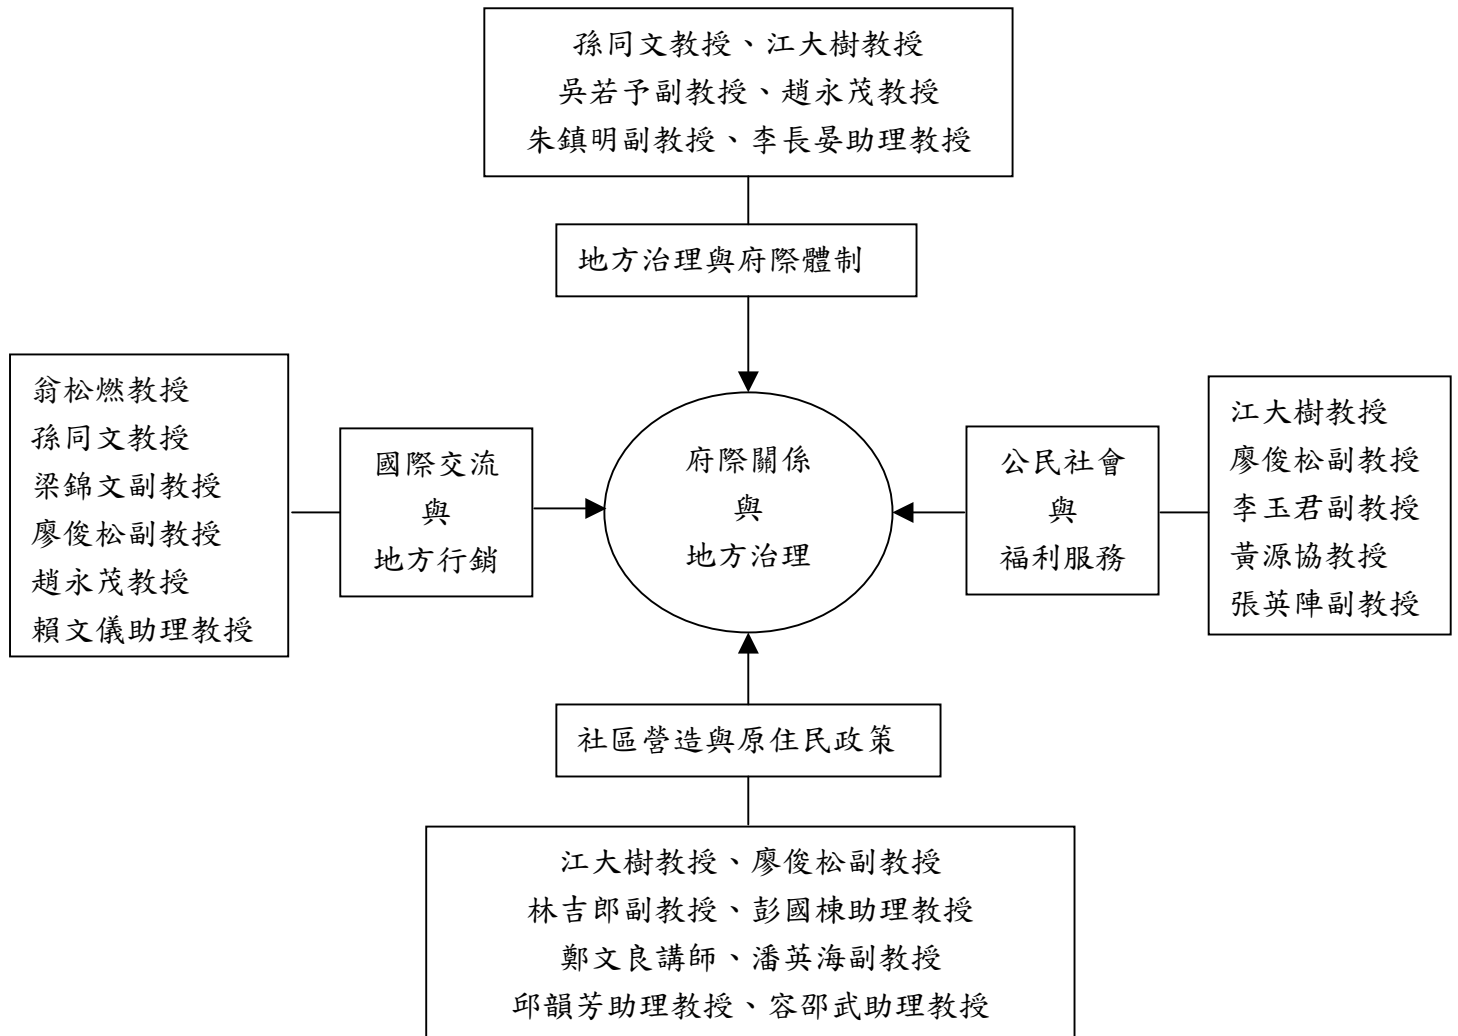 孫同文教授、江大樹教授
吳若予副教授、趙永茂教授
朱鎮明副教授、李長晏助理教授
地方治理與府際體制
翁松燃教授
孫同文教授
梁錦文副教授
廖俊松副教授
趙永茂教授
賴文儀助理教授
國際交流
與
地方行銷
府際關係
與
地方治理
公民社會
與
福利服務
江大樹教授
廖俊松副教授
李玉君副教授
黃源協教授
張英陣副教授
社區營造與原住民政策
江大樹教授、廖俊松副教授
林吉郎副教授、彭國棟助理教授
鄭文良講師、潘英海副教授
邱韻芳助理教授、容邵武助理教授